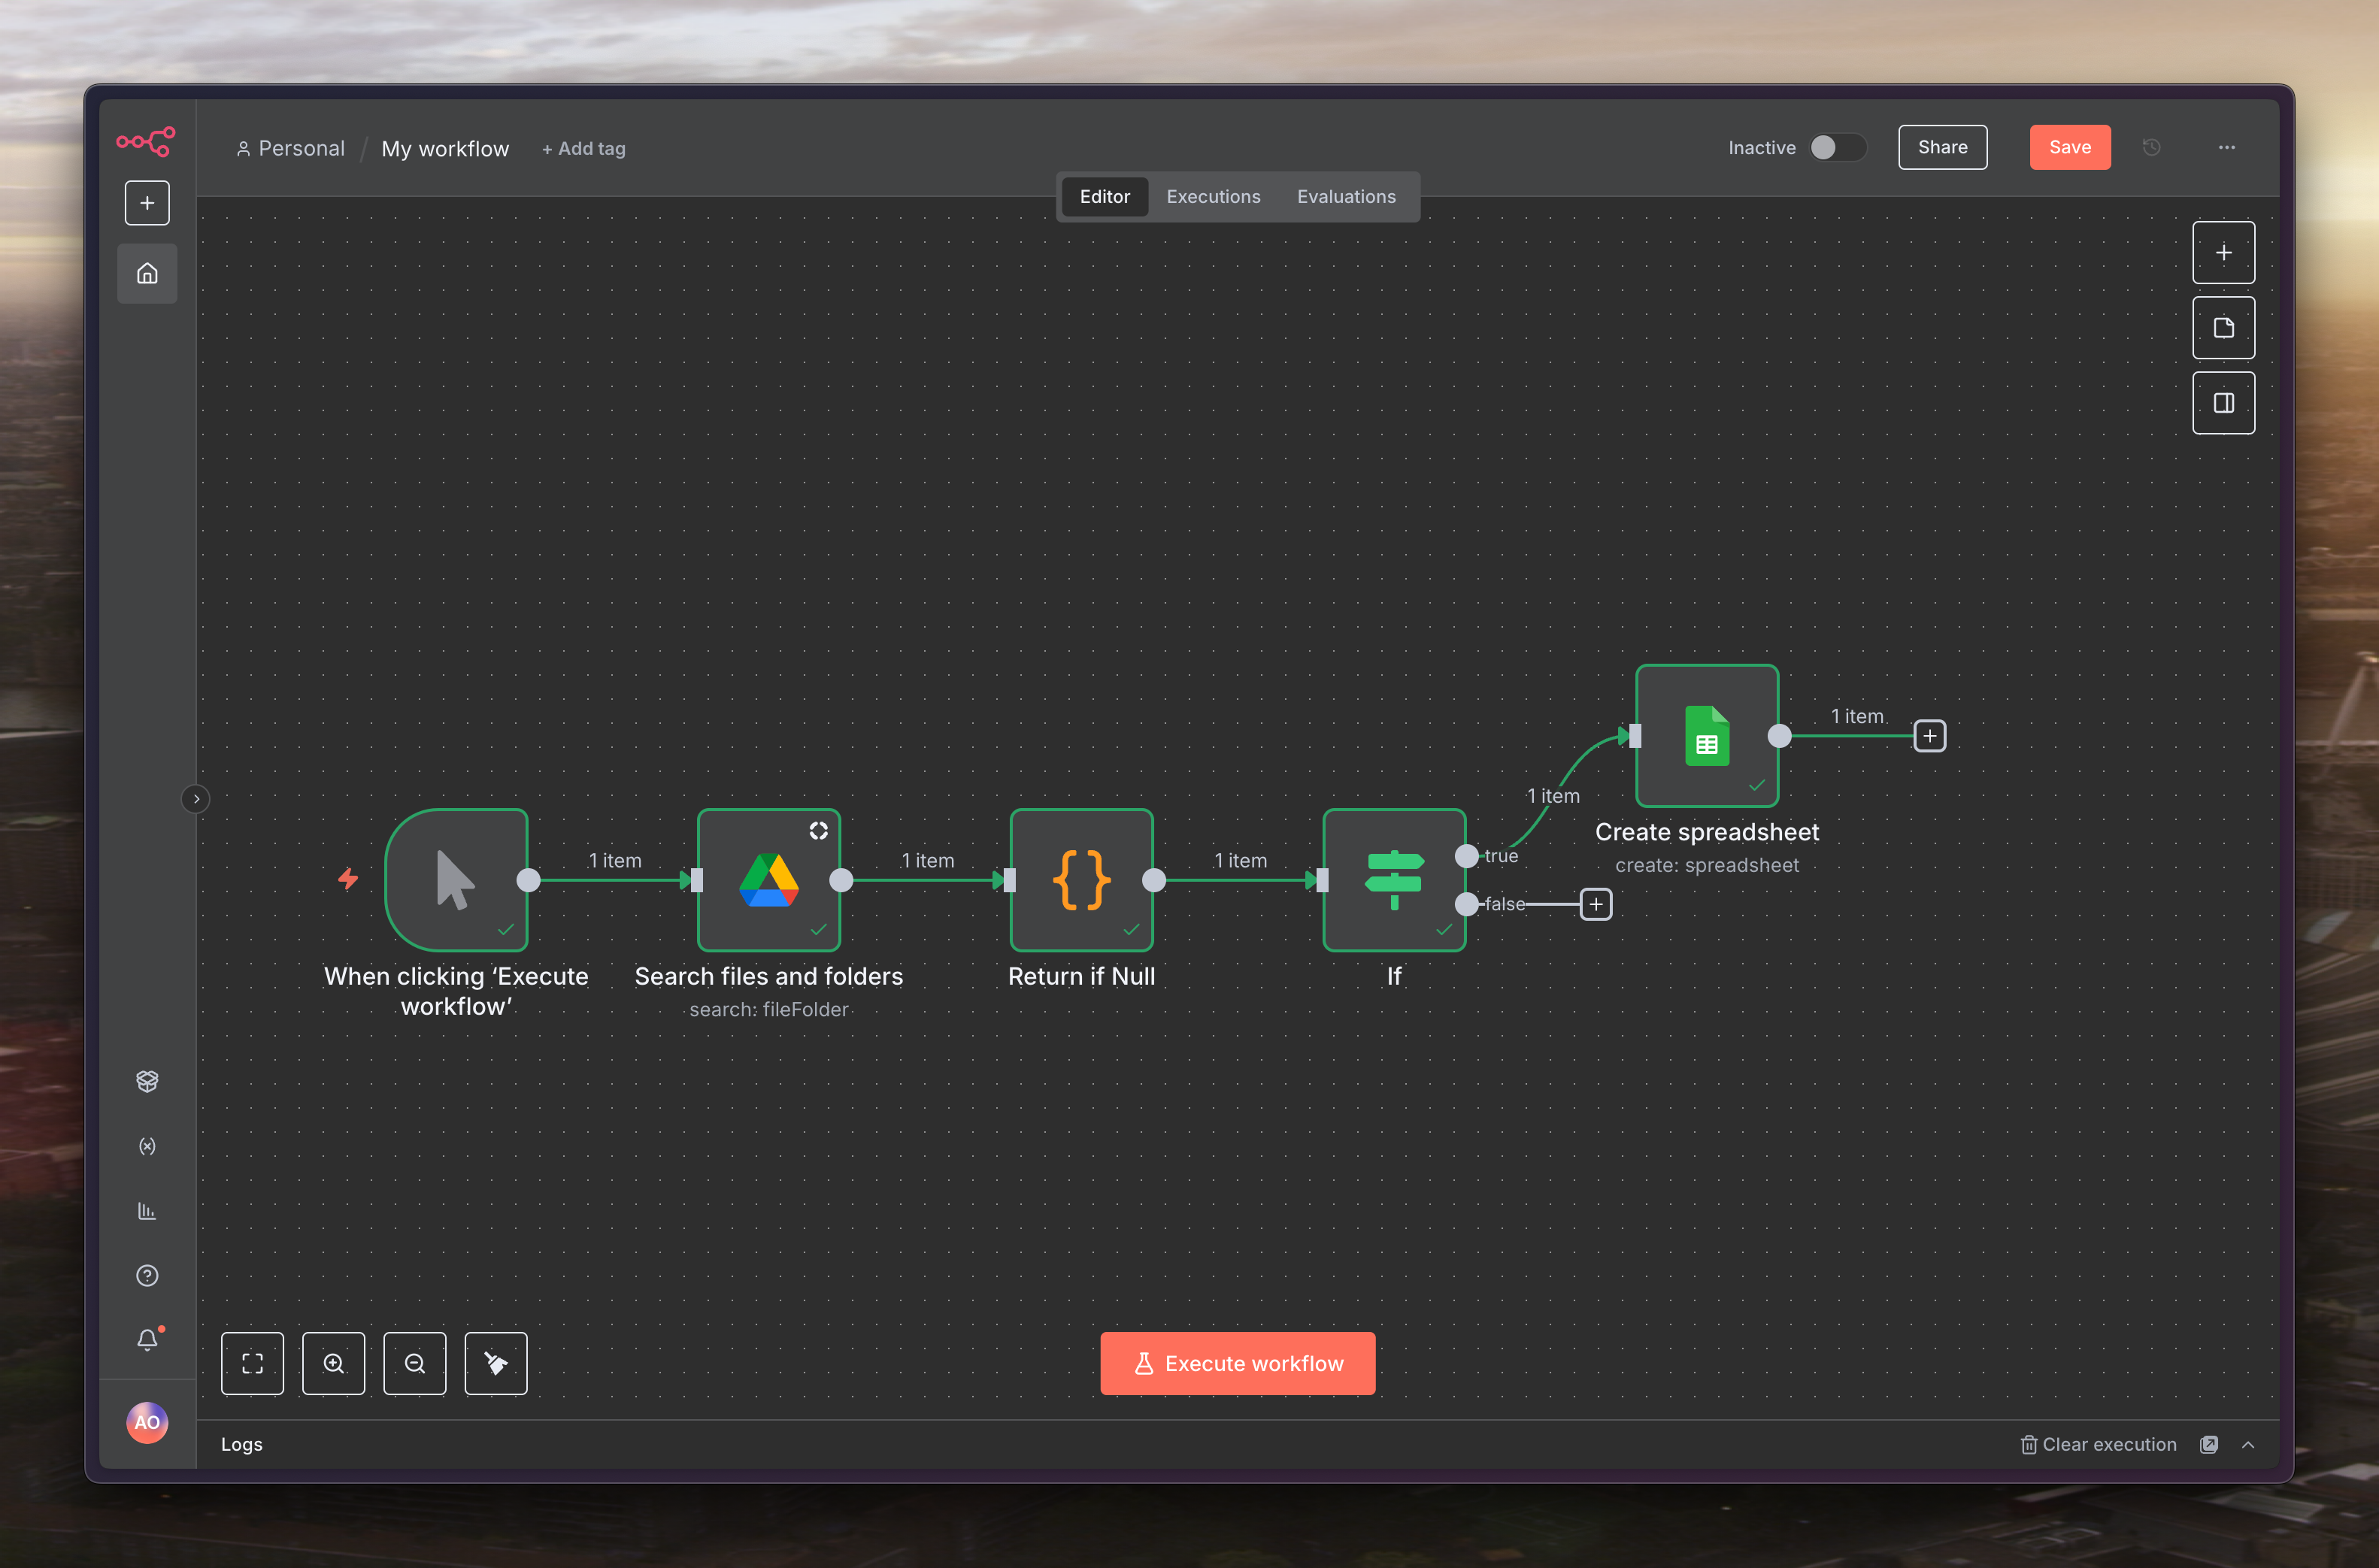 Personal / My workflow + Add tag
Inactive
Share
Save
Editor Executions Evaluations
1 item
1 item
1 item
1 item
1 item
true
false
When clicking ‘Execute
workflow’
Search files and folders
search: fileFolder
Return if Null
If
Create spreadsheet
create: spreadsheet
Execute workflow
AO
Logs
Clear execution